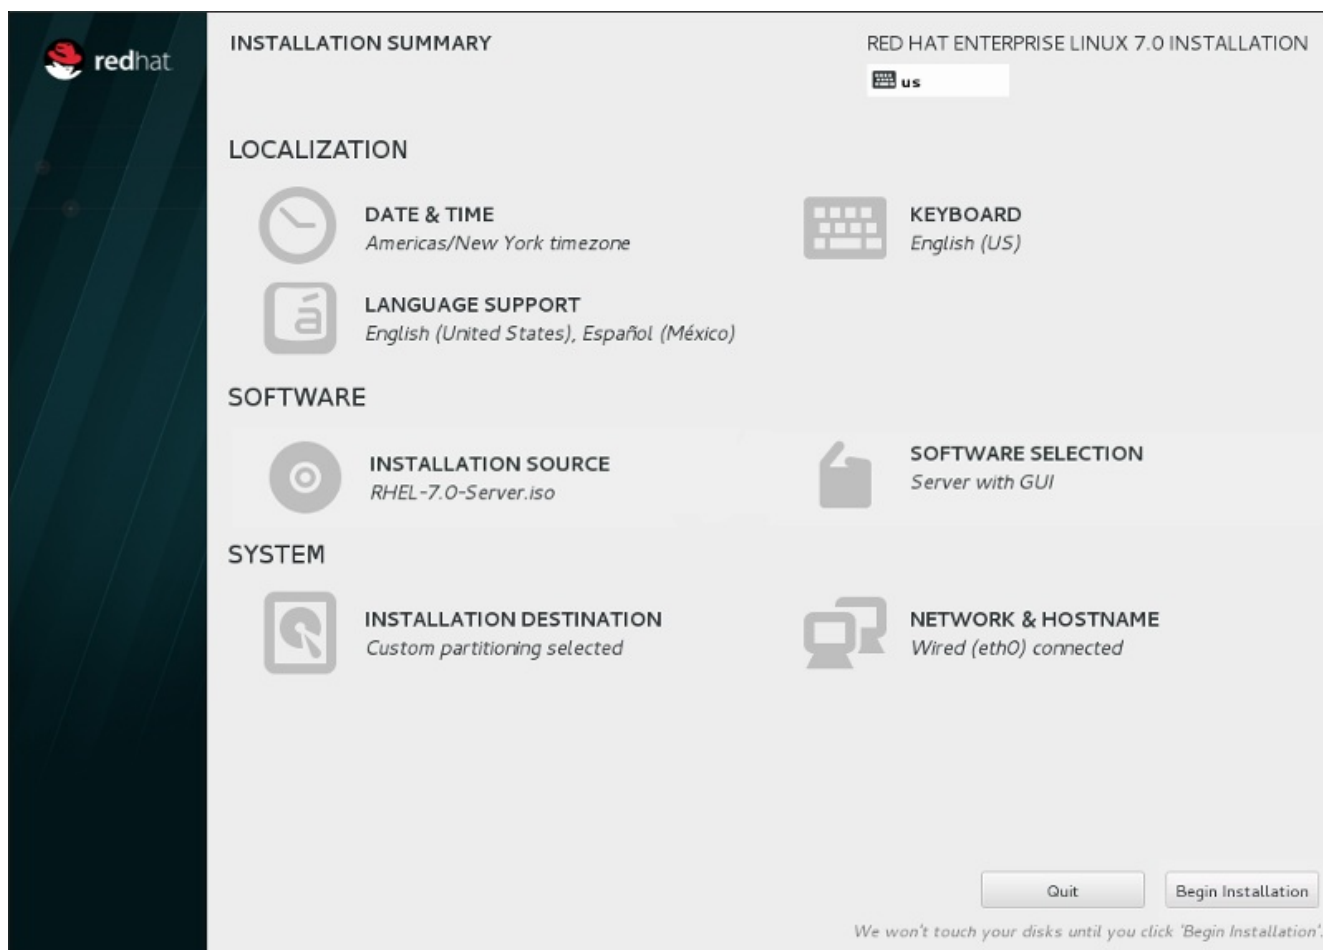 redhat
INSTALLATION SUMMARY
RED HAT ENTERPRISE LINUX 7.0 INSTALLATION
us
LOCALIZATION
DATE & TIME
Americas/New York timezone
KEYBOARD
English (US)
LANGUAGE SUPPORT
English (United States), Español (México)
SOFTWARE
INSTALLATION SOURCE
RHEL-7.0-Server.iso
SOFTWARE SELECTION
Server with GUI
SYSTEM
INSTALLATION DESTINATION
Custom partitioning selected
NETWORK & HOSTNAME
Wired (eth0) connected
Quit
Begin Installation
We won't touch your disks until you click 'Begin Installation'.